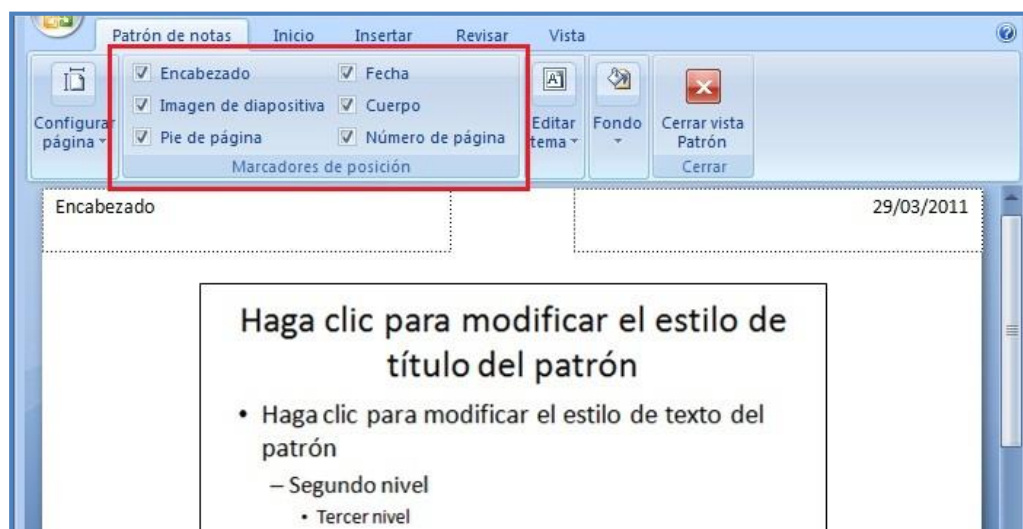 Patrón de notas Inicio Insertar Revisar Vista
Encabezado Fecha
Imagen de diapositiva Cuerpo
Pie de página Número de página
Marcadores de posición
Configurar
página
Editar
tema
Fondo
Cerrar vista
Patrón
Cerrar
Encabezado 29/03/2011
Haga clic para modificar el estilo de
título del patrón
• Haga clic para modificar el estilo de texto del
patrón
– Segundo nivel
• Tercer nivel